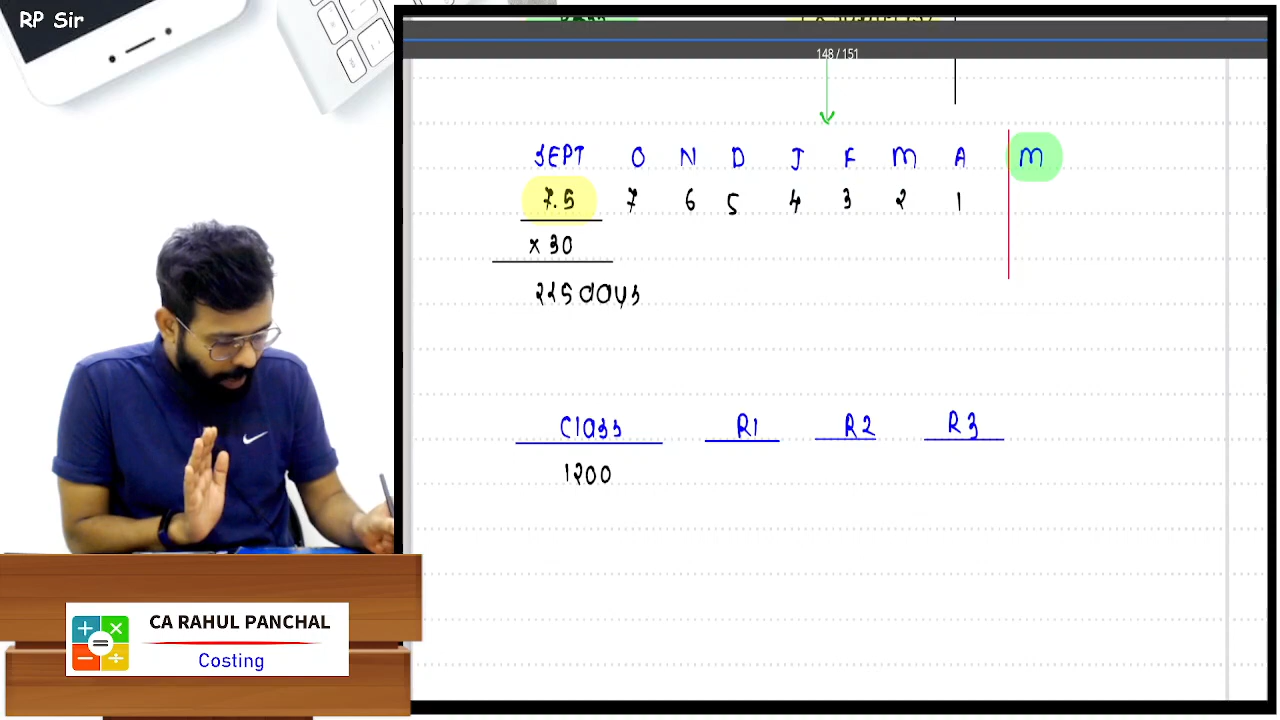 RP Sir
148 / 151
SEPT O N D J F M A M
7.5 7 6 5 4 3 2 1
x 30
225 days
Class R1 R2 R3
1200
CA RAHUL PANCHAL
Costing